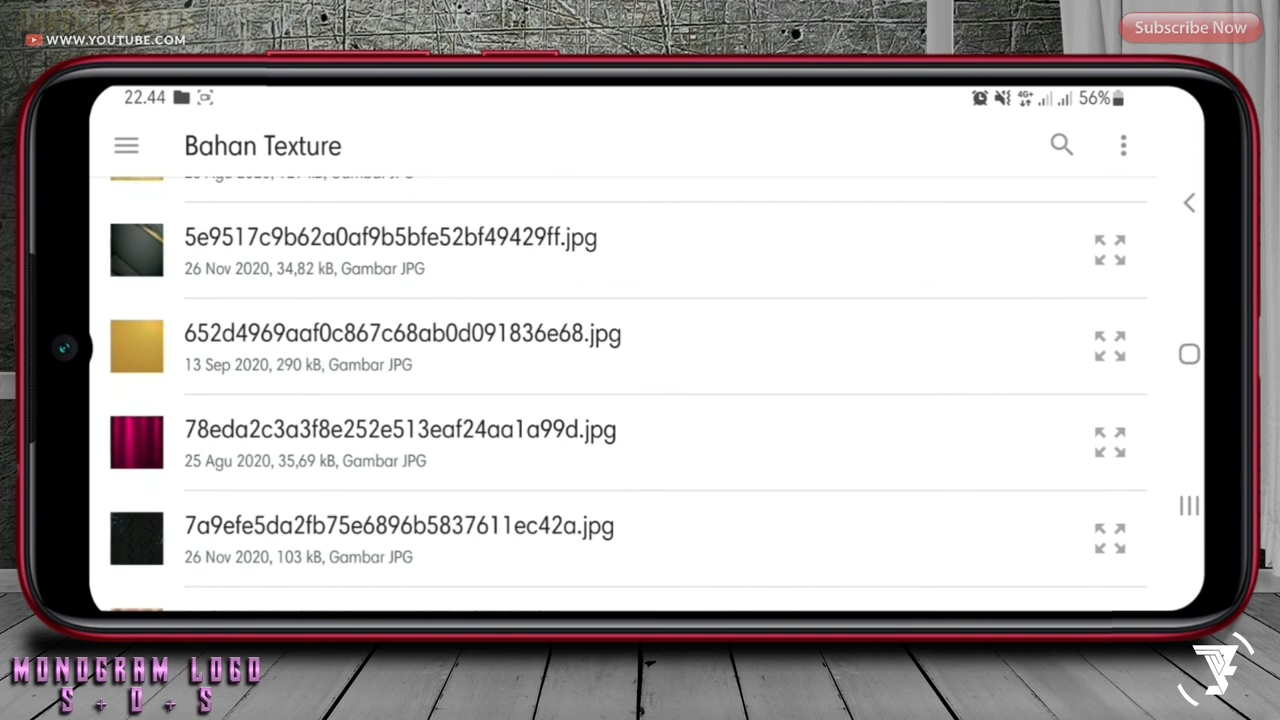 WWW.YOUTUBE.COM
Subscribe Now
22.44
4G+
56%
Bahan Texture
5e9517c9b62a0af9b5bfe52bf49429ff.jpg
26 Nov 2020, 34,82 kB, Gambar JPG
652d4969aaf0c867c68ab0d091836e68.jpg
13 Sep 2020, 290 kB, Gambar JPG
78eda2c3a3f8e252e513eaf24aa1a99d.jpg
25 Agu 2020, 35,69 kB, Gambar JPG
7a9efe5da2fb75e6896b5837611ec42a.jpg
26 Nov 2020, 103 kB, Gambar JPG
MONOGRAM LOGO
S + D + S